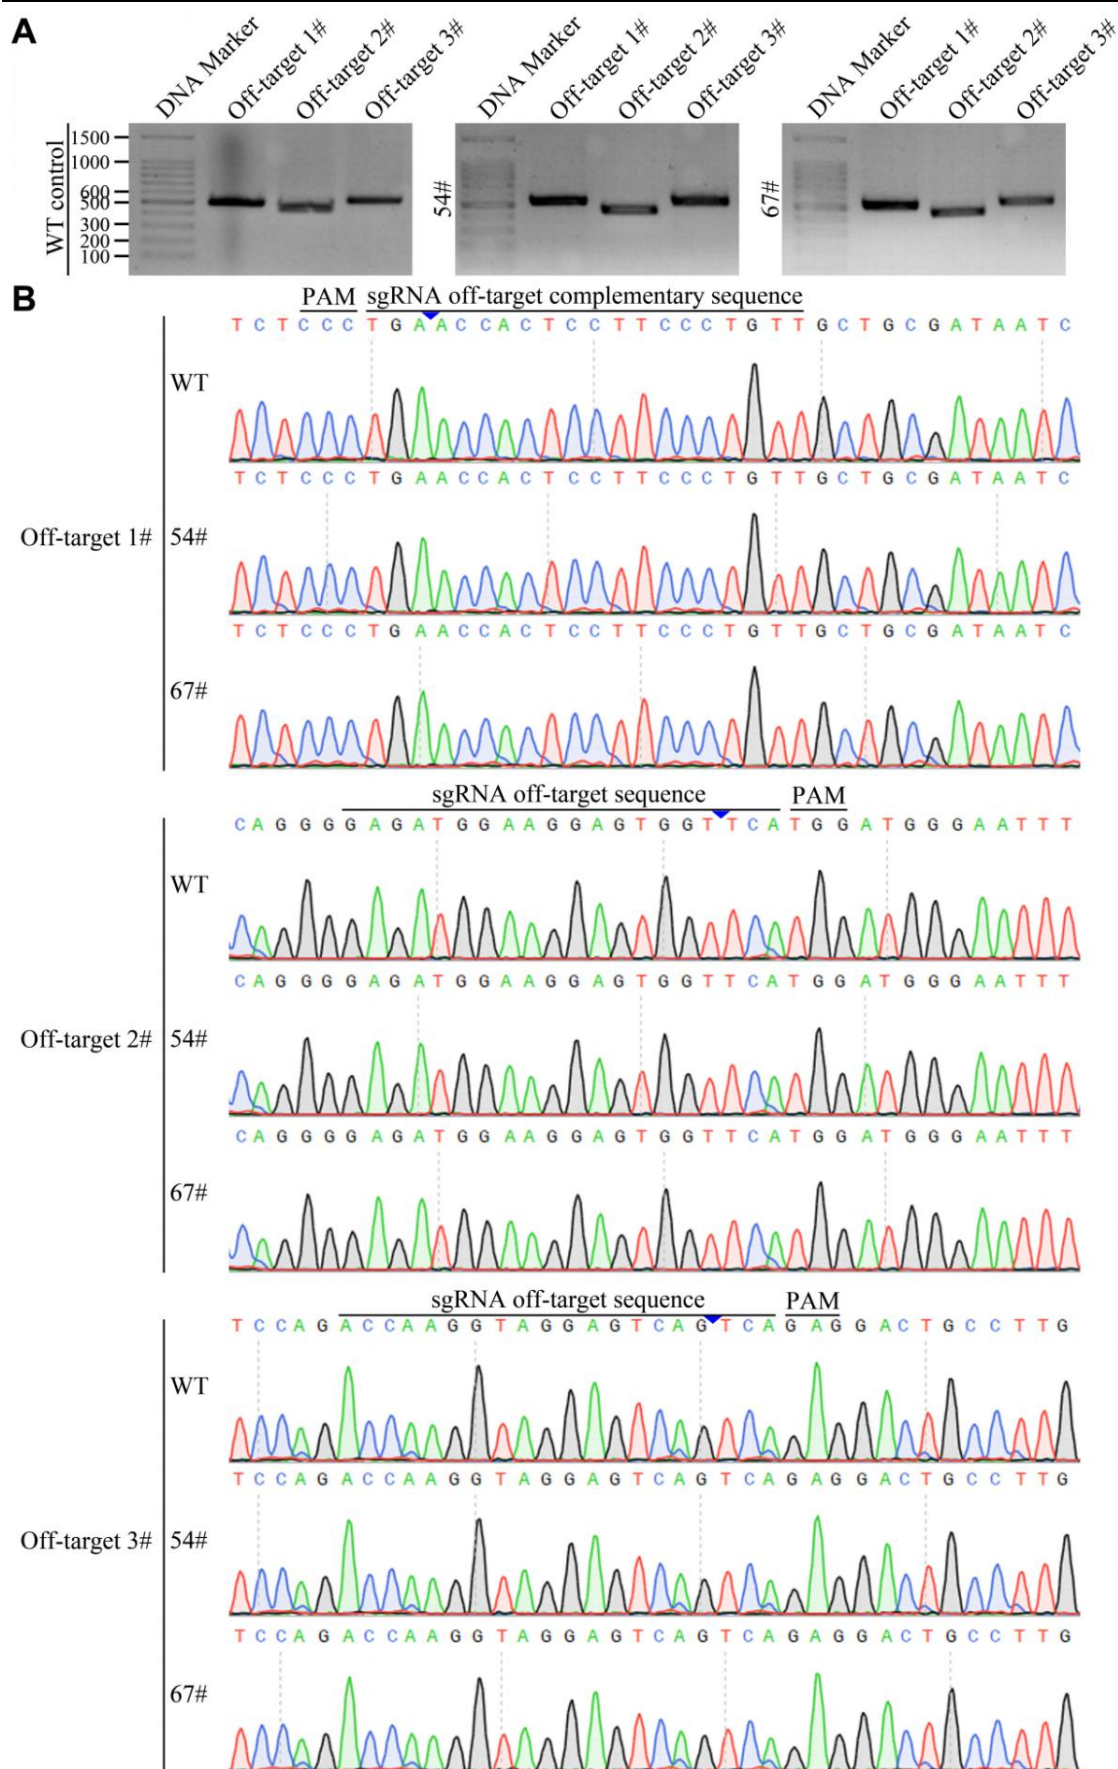 A
DNA Marker Off-target 1# Off-target 2# Off-target 3#
DNA Marker Off-target 1# Off-target 2# Off-target 3#
DNA Marker Off-target 1# Off-target 2# Off-target 3#
WT control
1500
1000
600
500
300
200
100
54#
67#
B
PAM sgRNA off-target complementary sequence
T C T C C C T G A A C C A C T C C T T C C C T G T T G C T G C G A T A A T C
WT
T C T C C C T G A A C C A C T C C T T C C C T G T T G C T G C G A T A A T C
Off-target 1# 54#
T C T C C C T G A A C C A C T C C T T C C C T G T T G C T G C G A T A A T C
67#
sgRNA off-target sequence PAM
C A G G G G A G A T G G A A G G A G T G G T T C A T G G A T G G G A A T T T
WT
C A G G G G A G A T G G A A G G A G T G G T T C A T G G A T G G G A A T T T
Off-target 2# 54#
C A G G G G A G A T G G A A G G A G T G G T T C A T G G A T G G G A A T T T
67#
sgRNA off-target sequence PAM
T C C A G A C C A A G G T A G G A G T C A G T C A G A G G A C T G C C T T G
WT
T C C A G A C C A A G G T A G G A G T C A G T C A G A G G A C T G C C T T G
Off-target 3# 54#
T C C A G A C C A A G G T A G G A G T C A G T C A G A G G A C T G C C T T G
67#